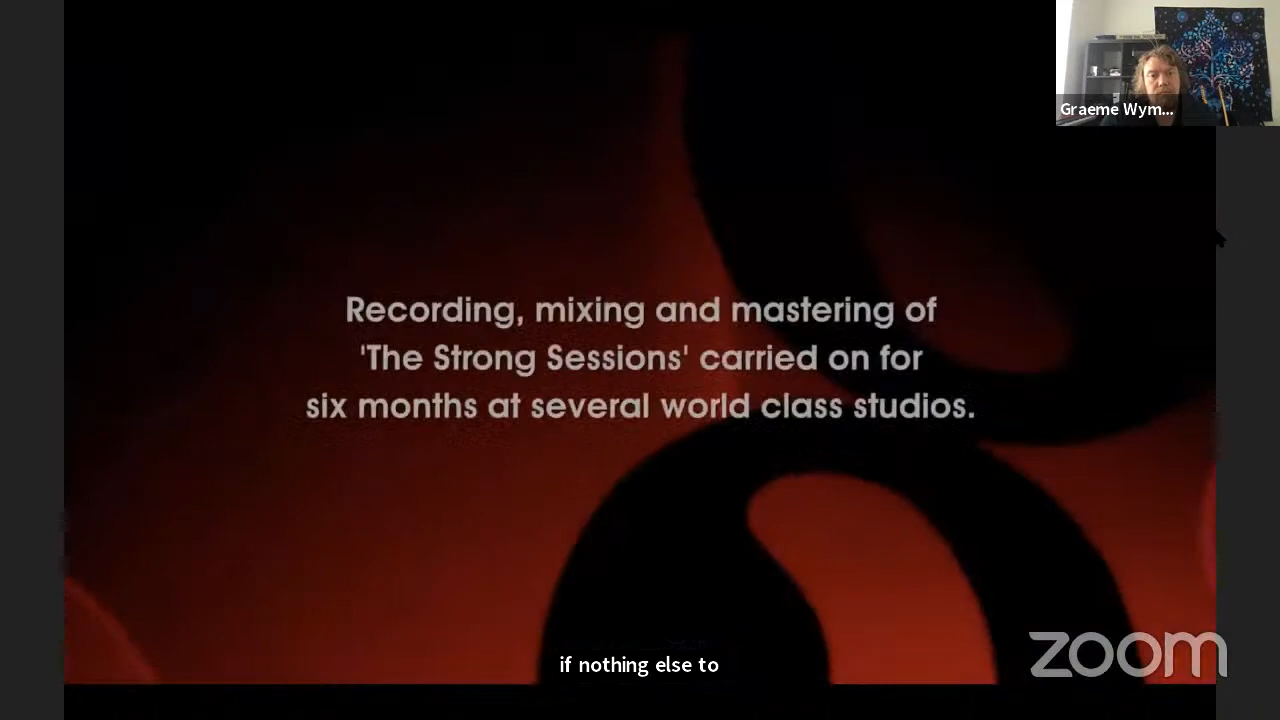 Graeme Wym...
Recording, mixing and mastering of
'The Strong Sessions' carried on for
six months at several world class studios.
if nothing else to
zoom